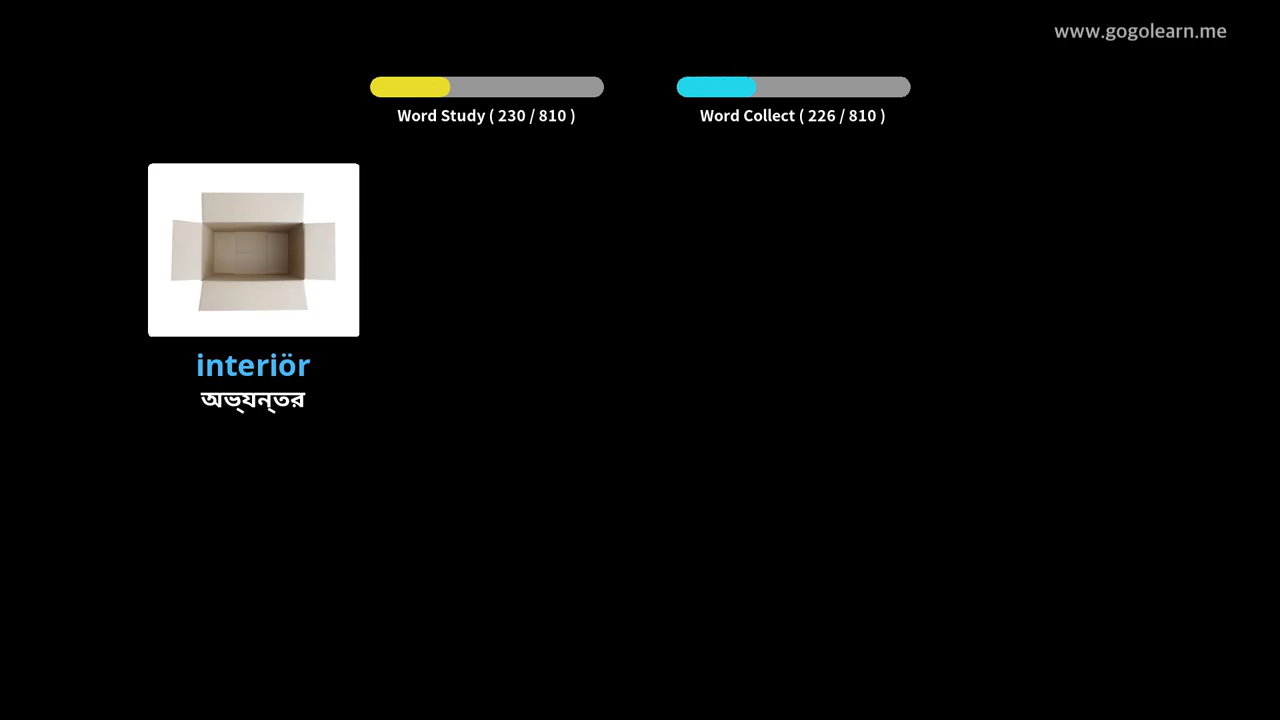 www.gogolearn.me
Word Study ( 230 / 810 )
Word Collect ( 226 / 810 )
interiör
অভ্যন্তর